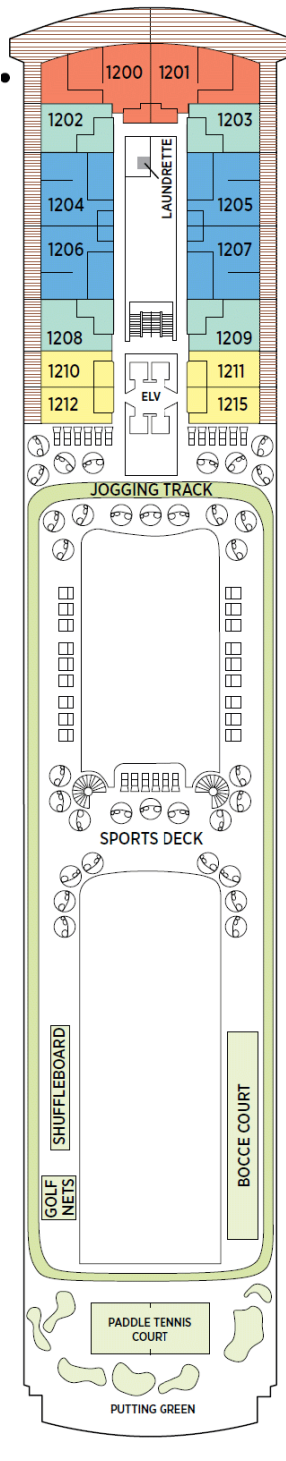 1200 1201
1202 1203
LAUNDRETTE
1204 1205
1206 1207
1208 1209
1210 1211
ELV
1212 1215
JOGGING TRACK
SPORTS DECK
SHUFFLEBOARD
BOCCE COURT
GOLF
NETS
PADDLE TENNIS
COURT
PUTTING GREEN